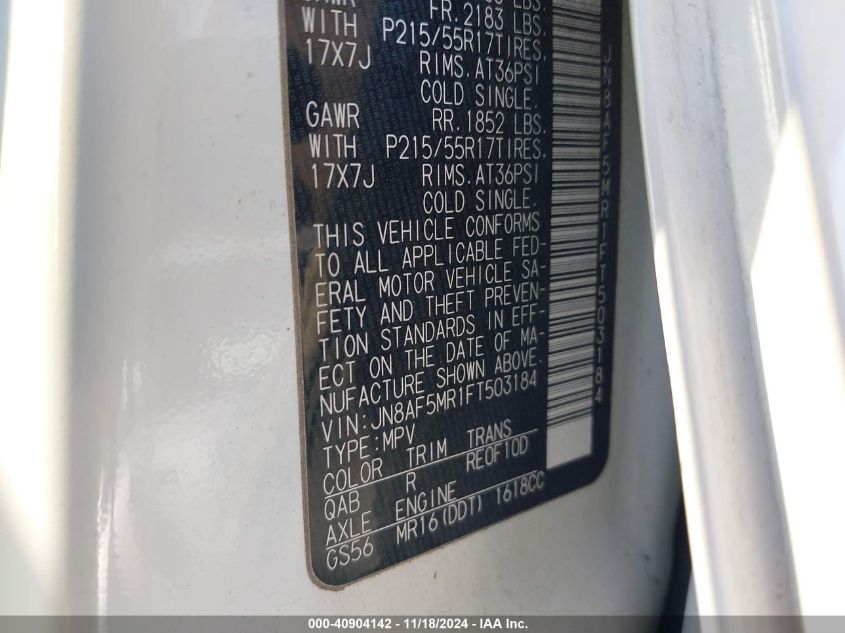 FR.2183 LBS.
WITH P215/55R17TIRES.
17X7J RIMS.AT36PSI
COLD SINGLE.
GAWR RR.1852 LBS.
WITH P215/55R17TIRES.
17X7J RIMS.AT36PSI
COLD SINGLE.
THIS VEHICLE CONFORMS
TO ALL APPLICABLE FED-
ERAL MOTOR VEHICLE SA-
FETY AND THEFT PREVEN-
TION STANDARDS IN EFF-
ECT ON THE DATE OF MA-
NUFACTURE SHOWN ABOVE.
VIN:JN8AF5MR1FT503184
TYPE:MPV
COLOR TRIM TRANS
QAB R RE0F10D
AXLE ENGINE
GS56 MR16(DDT) 1618CC
JN8AF5MR1FT503184
000-40904142 - 11/18/2024 - IAA Inc.